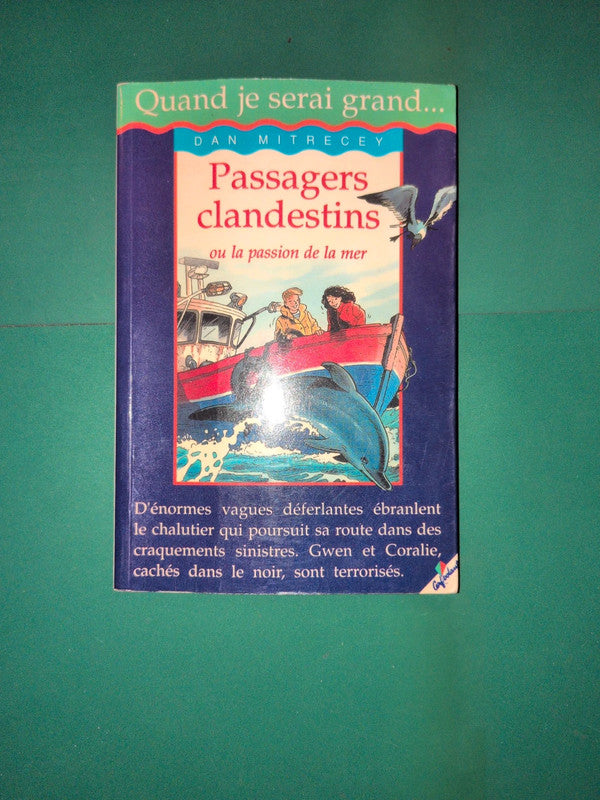 Quand je serai grand...
DAN MITRECEY
Passagers
clandestins
ou la passion de la mer
D'énormes vagues déferlantes ébranlent
le chalutier qui poursuit sa route dans des
craquements sinistres. Gwen et Coralie,
cachés dans le noir, sont terrorisés.